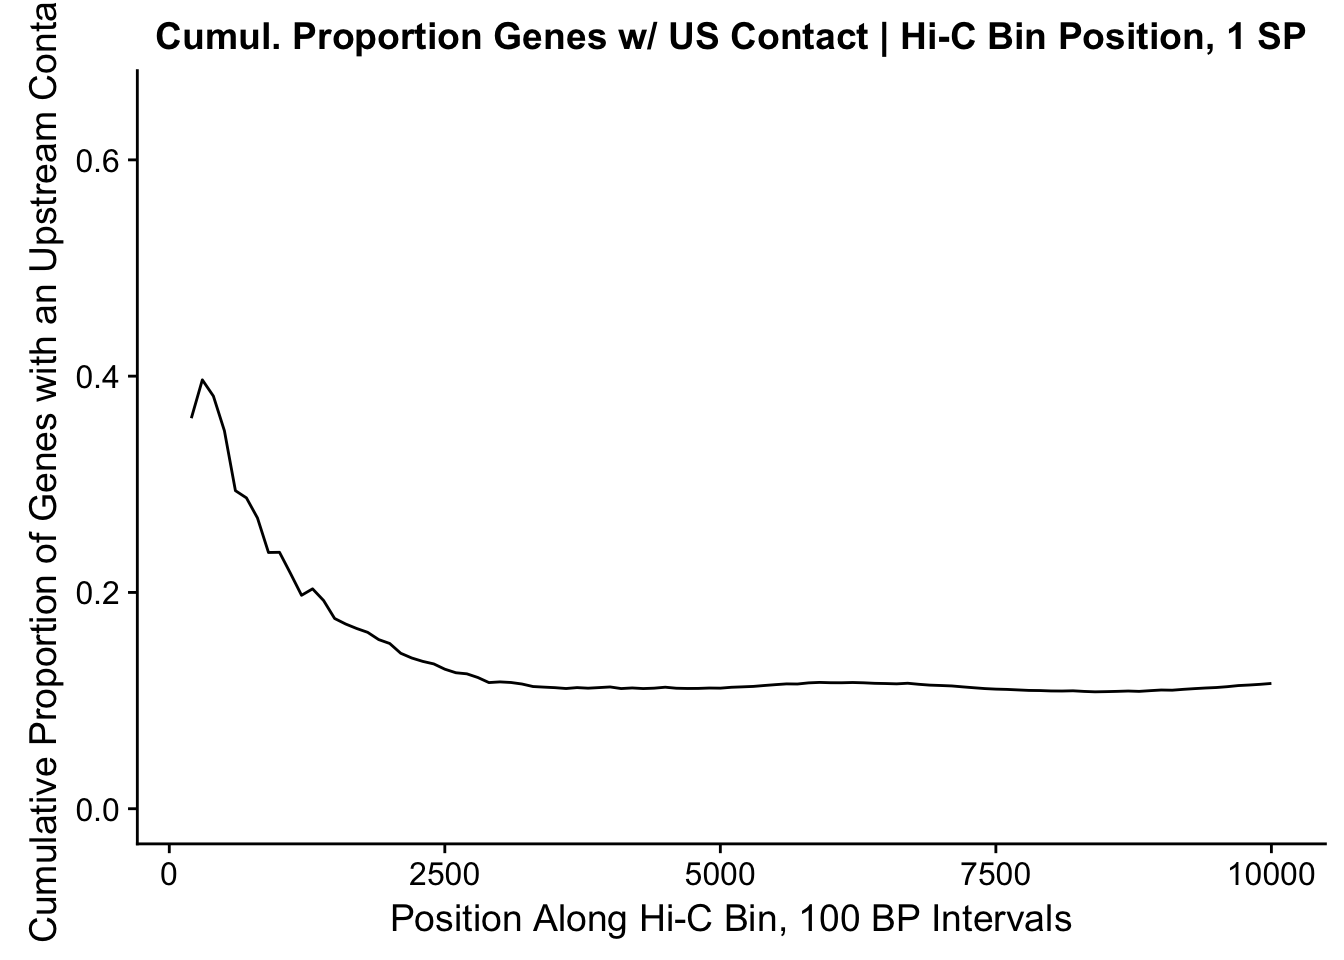 Cumul. Proportion Genes w/ US Contact | Hi-C Bin Position, 1 SP
Cumulative Proportion of Genes with an Upstream Conta
0.6
0.4
0.2
0.0
0 2500 5000 7500 10000
Position Along Hi-C Bin, 100 BP Intervals